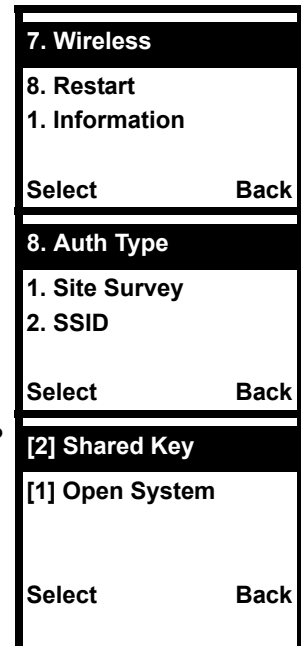 7. Wireless
8. Restart
1. Information
Select Back
8. Auth Type
1. Site Survey
2. SSID
Select Back
[2] Shared Key
[1] Open System
Select Back